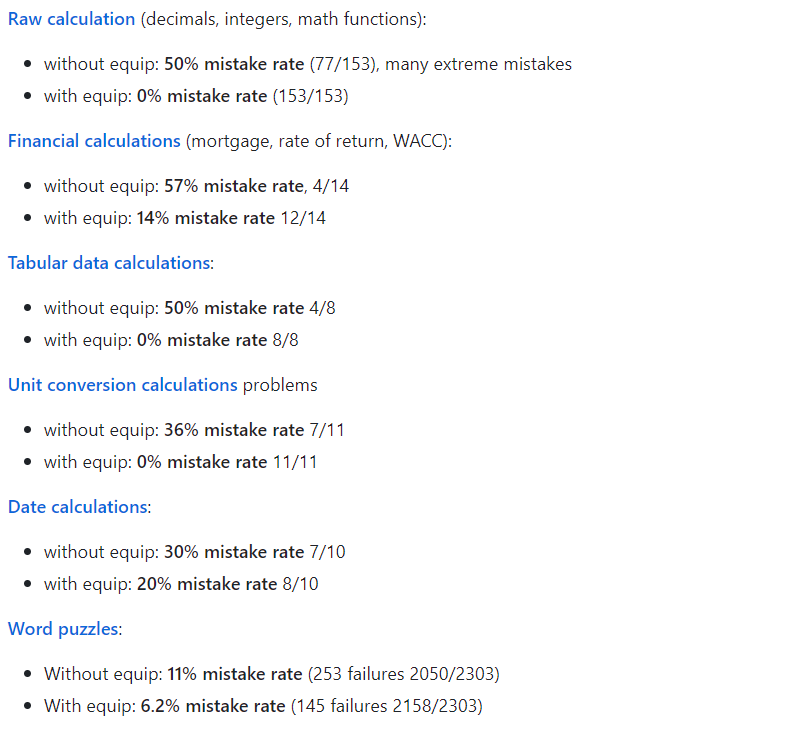 Raw calculation (decimals, integers, math functions):
without equip: 50% mistake rate (77/153), many extreme mistakes
with equip: 0% mistake rate (153/153)
Financial calculations (mortgage, rate of return, WACC):
without equip: 57% mistake rate, 4/14
with equip: 14% mistake rate 12/14
Tabular data calculations:
without equip: 50% mistake rate 4/8
with equip: 0% mistake rate 8/8
Unit conversion calculations problems
without equip: 36% mistake rate 7/11
with equip: 0% mistake rate 11/11
Date calculations:
without equip: 30% mistake rate 7/10
with equip: 20% mistake rate 8/10
Word puzzles:
Without equip: 11% mistake rate (253 failures 2050/2303)
With equip: 6.2% mistake rate (145 failures 2158/2303)